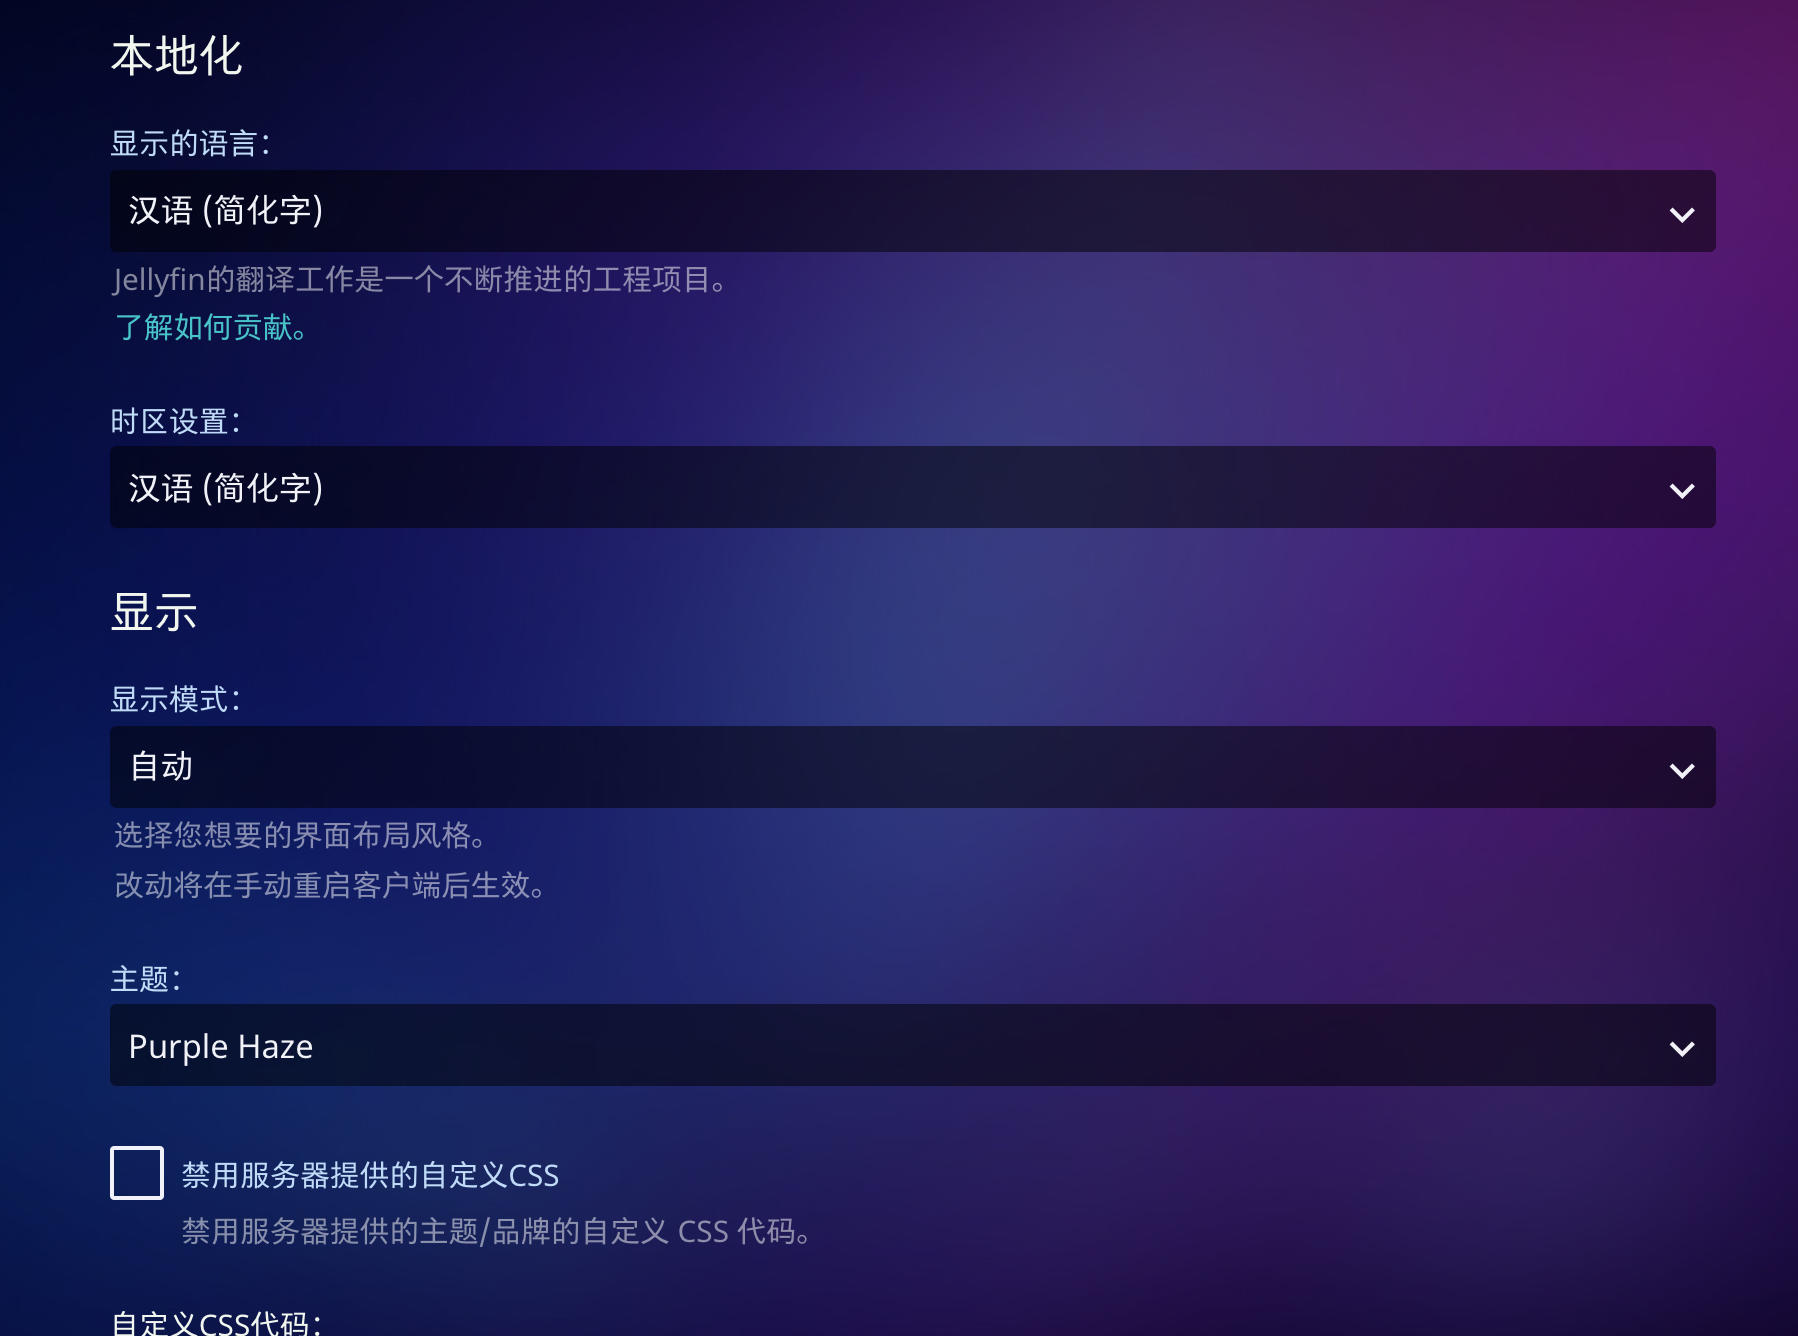 本地化
显示的语言：
汉语 (简化字)
Jellyfin的翻译工作是一个不断推进的工程项目。
了解如何贡献。
时区设置：
汉语 (简化字)
显示
显示模式：
自动
选择您想要的界面布局风格。
改动将在手动重启客户端后生效。
主题：
Purple Haze
禁用服务器提供的自定义CSS
禁用服务器提供的主题/品牌的自定义 CSS 代码。
自定义CSS代码：